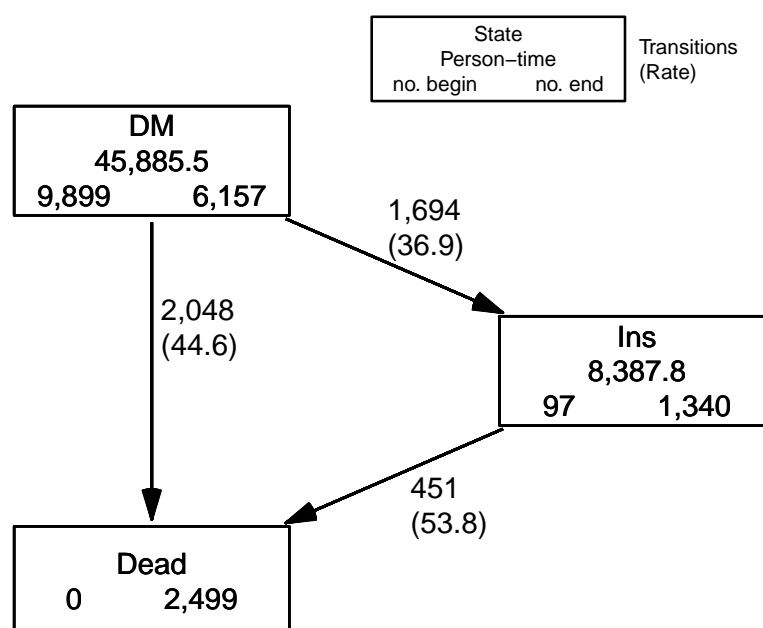 State
Person−time
no. begin no. end
Transitions
(Rate)
DM
45,885.5
9,899 6,157
1,694
(36.9)
2,048
(44.6)
Ins
8,387.8
97 1,340
451
(53.8)
Dead
0 2,499